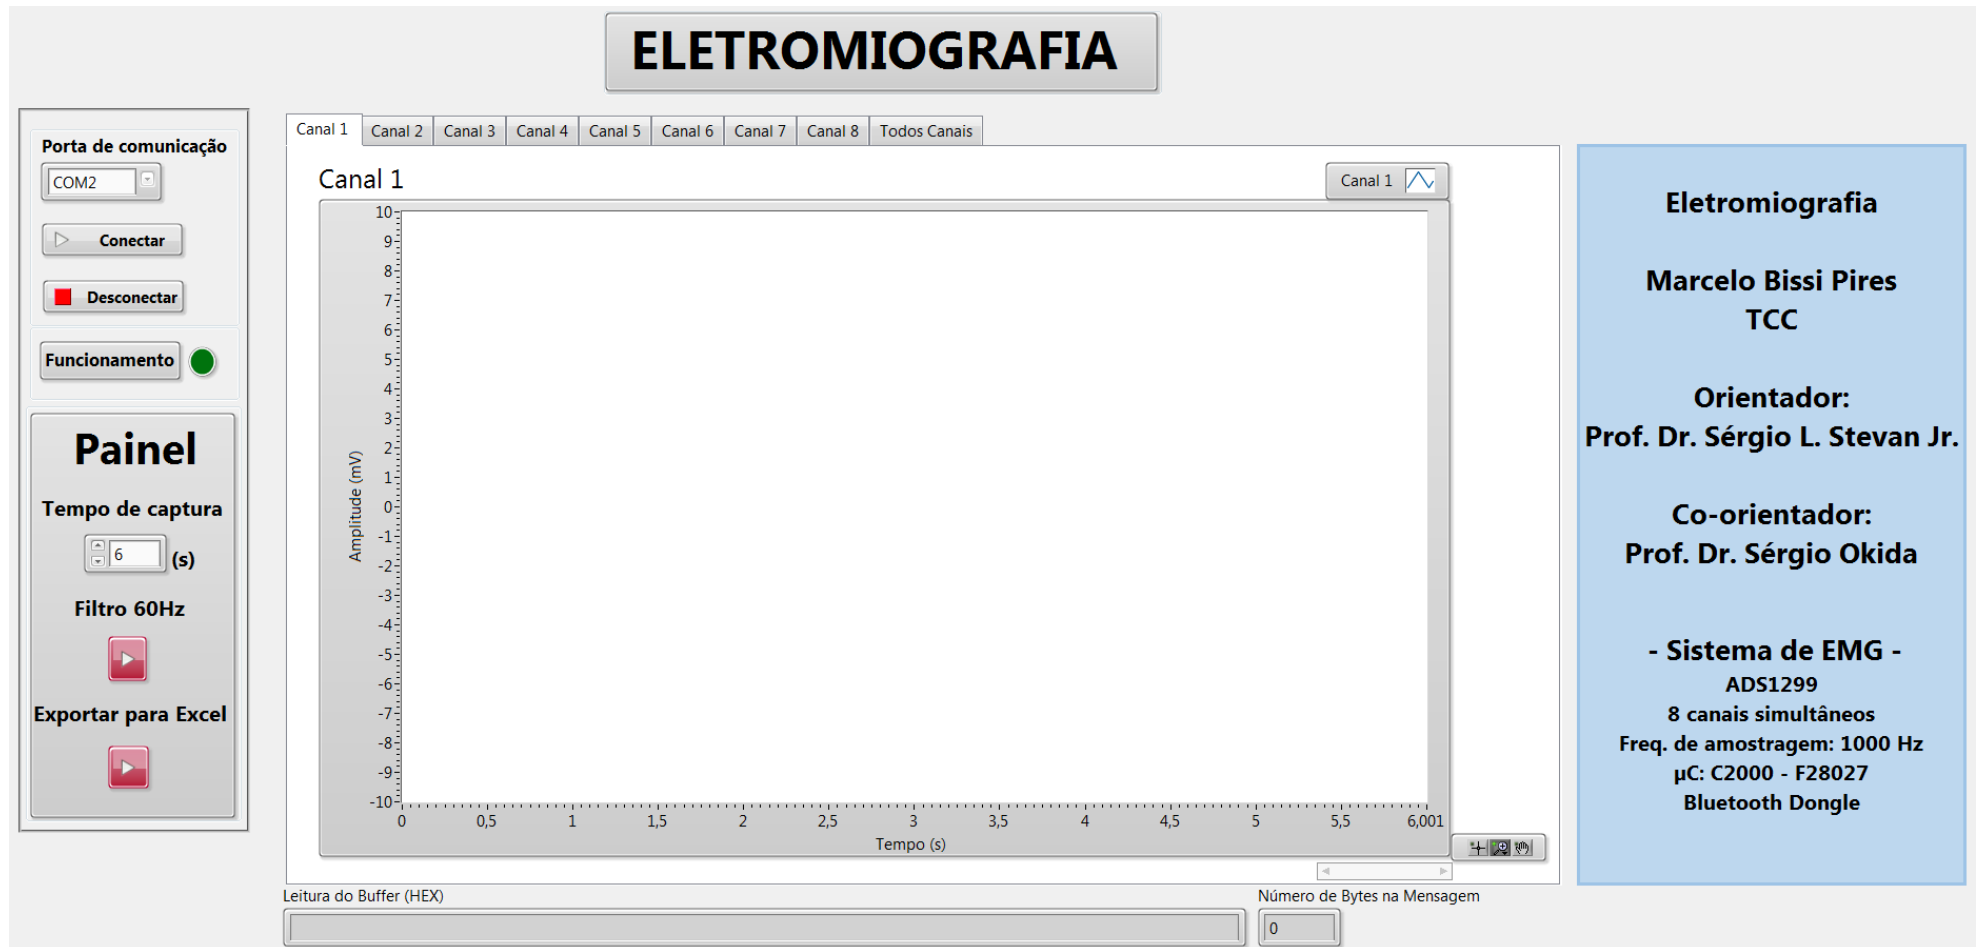 ELETROMIOGRAFIA
Porta de comunicação
COM2
Conectar
Desconectar
Funcionamento
Painel
Tempo de captura
6 (s)
Filtro 60Hz
Exportar para Excel
Canal 1 Canal 2 Canal 3 Canal 4 Canal 5 Canal 6 Canal 7 Canal 8 Todos Canais
Canal 1
Canal 1
Amplitude (mV)
10
9
8
7
6
5
4
3
2
1
0
-1
-2
-3
-4
-5
-6
-7
-8
-9
-10
0 0,5 1 1,5 2 2,5 3 3,5 4 4,5 5 5,5 6,001
Tempo (s)
Leitura do Buffer (HEX)
Número de Bytes na Mensagem
0
Eletromiografia
Marcelo Bissi Pires
TCC
Orientador:
Prof. Dr. Sérgio L. Stevan Jr.
Co-orientador:
Prof. Dr. Sérgio Okida
- Sistema de EMG -
ADS1299
8 canais simultâneos
Freq. de amostragem: 1000 Hz
µC: C2000 - F28027
Bluetooth Dongle